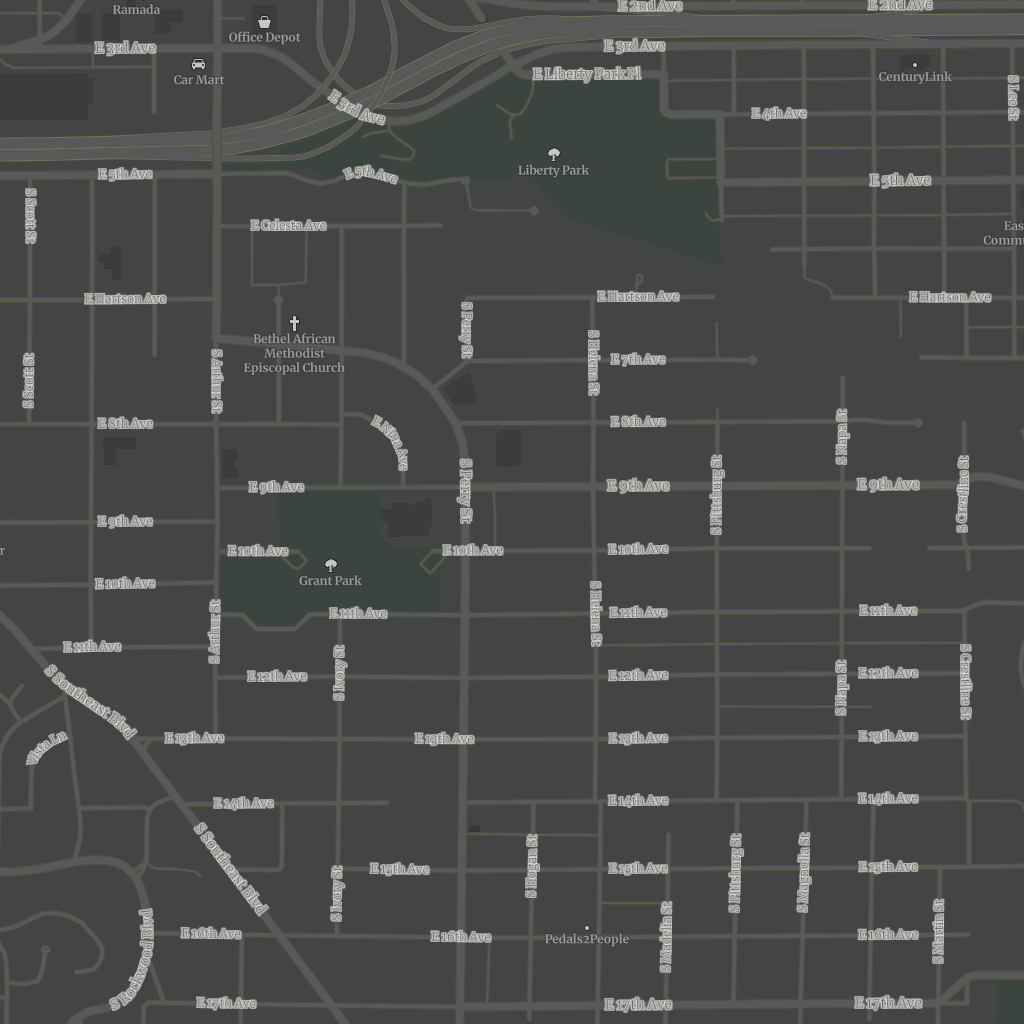 E 2nd Ave
E 2nd Ave
Ramada
Office Depot
E 3rd Ave
E 3rd Ave
Car Mart
E Liberty Park Pl
CenturyLink
S Lee St
E 3rd Ave
E 4th Ave
Liberty Park
E 5th Ave
E 5th Ave
E 5th Ave
S Scott St
E Celesta Ave
Eas
Commu
E Hartson Ave
E Hartson Ave
E Hartson Ave
S Perry St
Bethel African
Methodist
Episcopal Church
S Helena St
E 7th Ave
S Scott St
S Arthur St
E 8th Ave
E Nina Ave
E 8th Ave
S Napa St
S Perry St
S Pittsburg St
S Crestline St
E 9th Ave
E 9th Ave
E 9th Ave
E 9th Ave
r
E 10th Ave
E 10th Ave
E 10th Ave
E 10th Ave
Grant Park
S Arthur St
E 11th Ave
S Helena St
E 11th Ave
E 11th Ave
E 11th Ave
S Southeast Blvd
E 12th Ave
S Ivory St
E 12th Ave
S Napa St
E 12th Ave
S Crestline St
Vista Ln
E 13th Ave
E 13th Ave
E 13th Ave
E 13th Ave
E 14th Ave
E 14th Ave
E 14th Ave
S Southeast Blvd
S Ivory St
E 15th Ave
S Hogan St
E 15th Ave
S Pittsburg St
S Magnolia St
E 15th Ave
S Rockwood Blvd
E 16th Ave
E 16th Ave
Pedals2People
S Madelia St
E 16th Ave
S Martin St
E 17th Ave
E 17th Ave
E 17th Ave